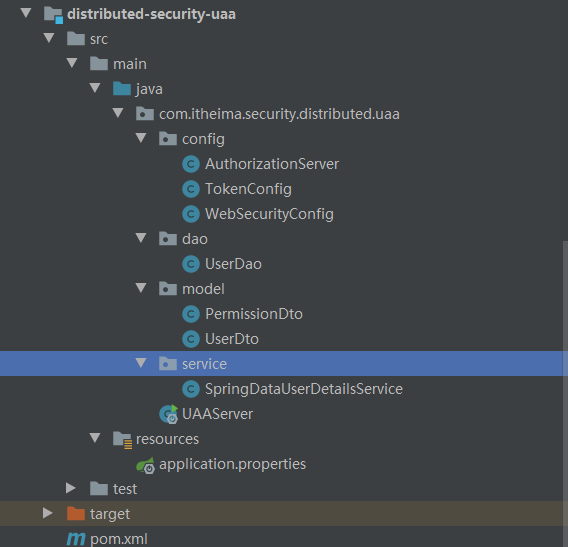 distributed-security-uaa
src
main
java
com.itheima.security.distributed.uaa
config
AuthorizationServer
TokenConfig
WebSecurityConfig
dao
UserDao
model
PermissionDto
UserDto
service
SpringDataUserDetailsService
UAAServer
resources
application.properties
test
target
pom.xml